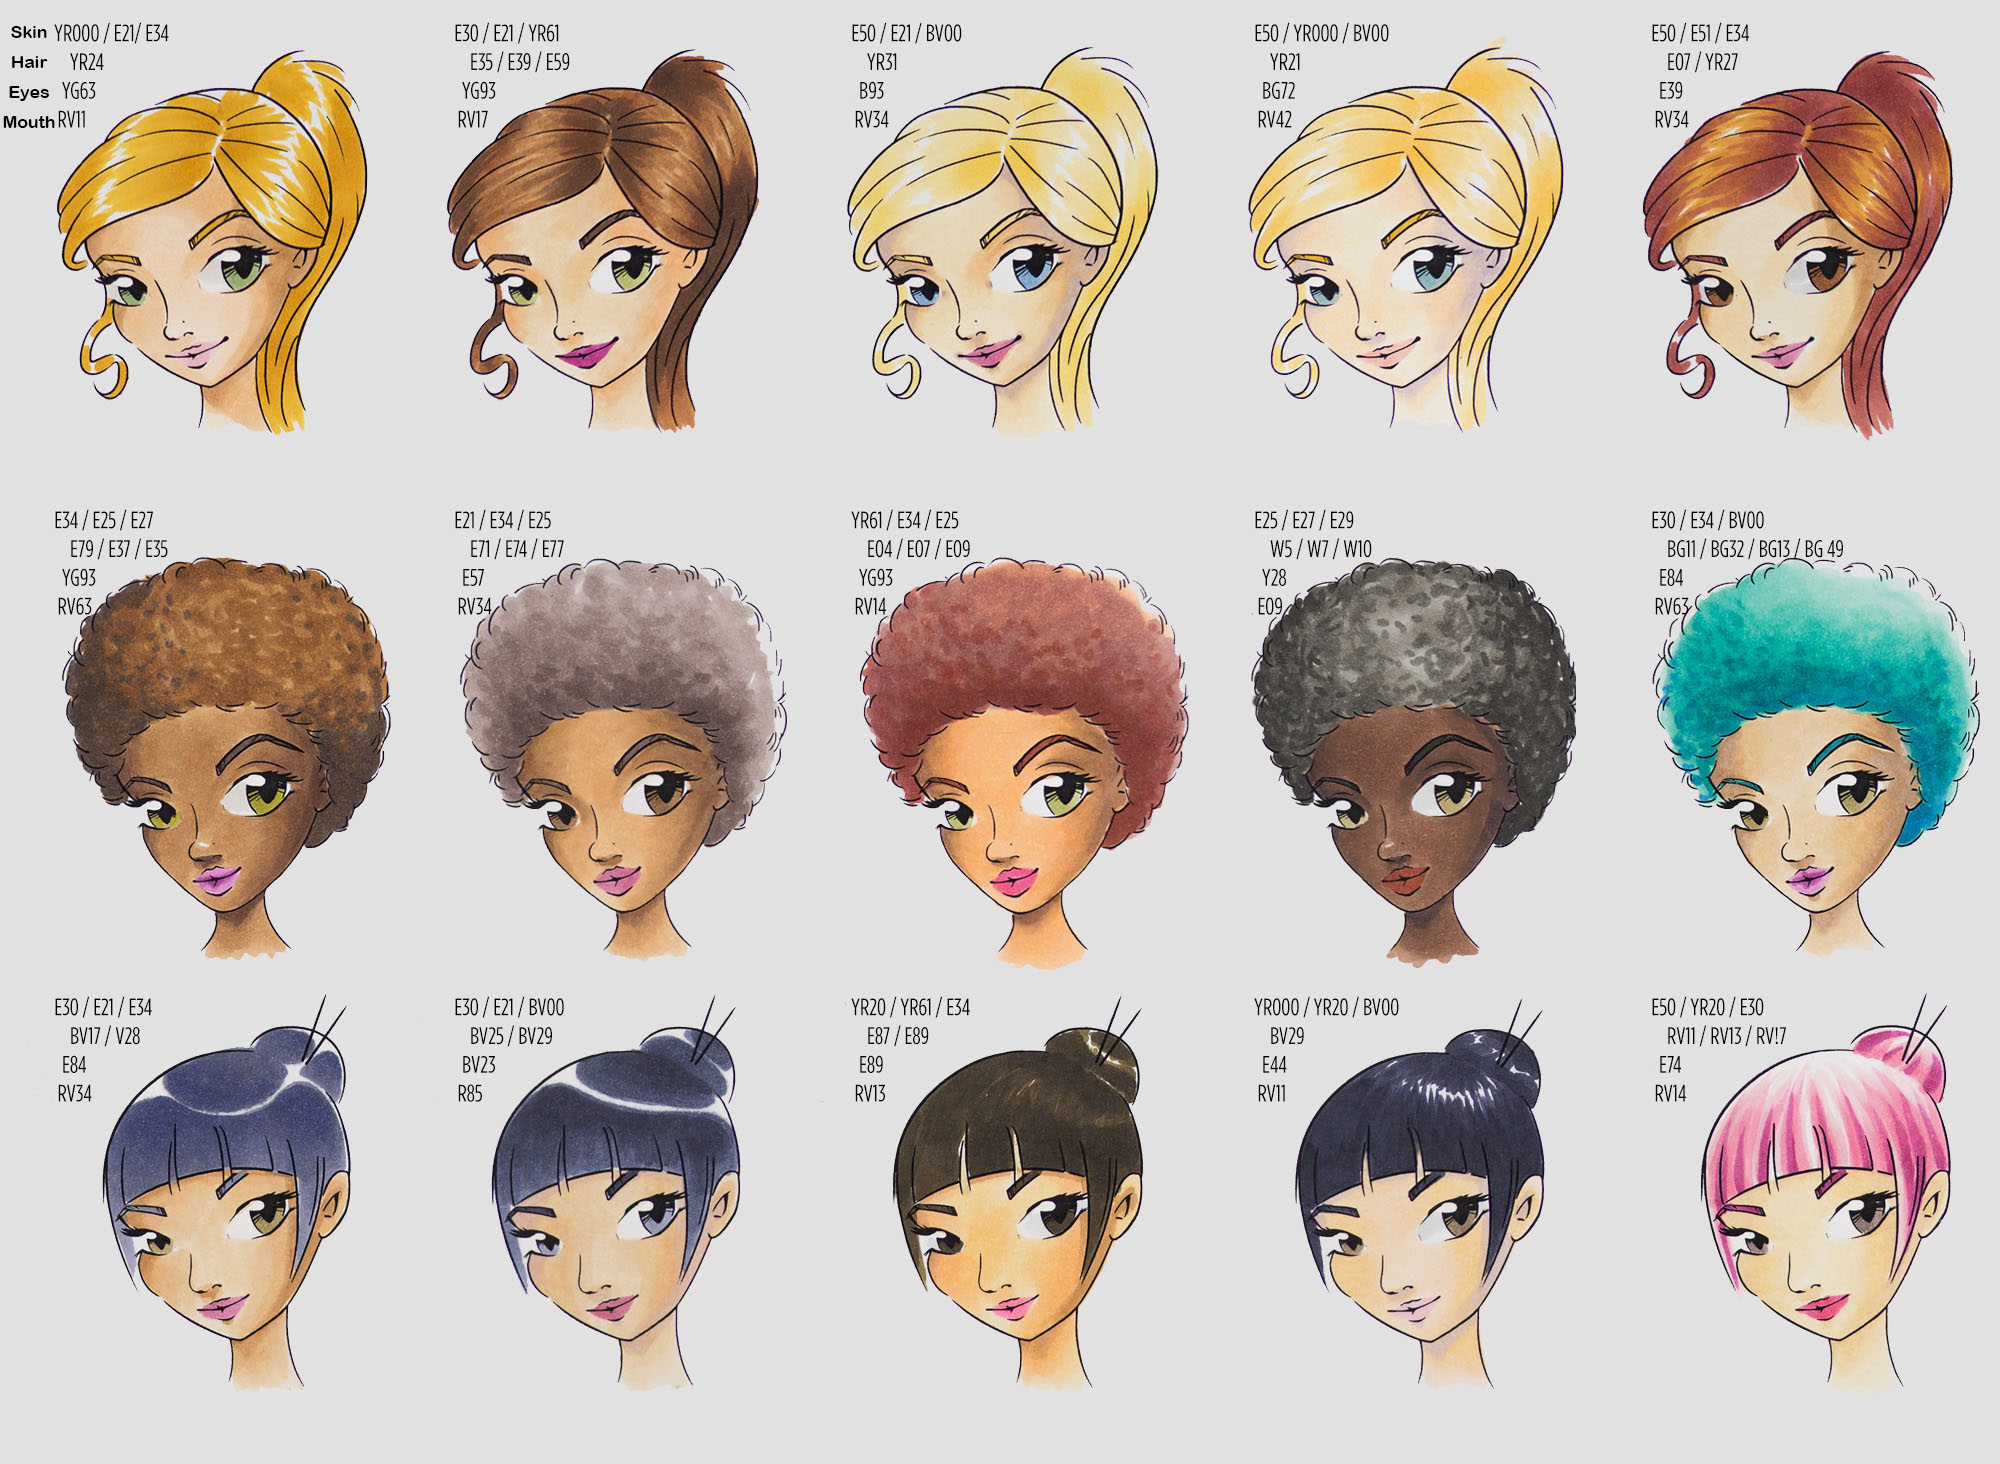 Skin YR000 / E21/ E34
Hair YR24
Eyes YG63
Mouth RV11
E30 / E21 / YR61
E35 / E39 / E59
YG93
RV17
E50 / E21 / BV00
YR31
B93
RV34
E50 / YR000 / BV00
YR21
BG72
RV42
E50 / E51 / E34
E07 / YR27
E39
RV34
E34 / E25 / E27
E79 / E37 / E35
YG93
RV63
E21 / E34 / E25
E71 / E74 / E77
E57
RV34
YR61 / E34 / E25
E04 / E07 / E09
YG93
RV14
E25 / E27 / E29
W5 / W7 / W10
Y28
E09
E30 / E34 / BV00
BG11 / BG32 / BG13 / BG 49
E84
RV63
E30 / E21 / E34
BV17 / V28
E84
RV34
E30 / E21 / BV00
BV25 / BV29
BV23
R85
YR20 / YR61 / E34
E87 / E89
E89
RV13
YR000 / YR20 / BV00
BV29
E44
RV11
E50 / YR20 / E30
RV11 / RV13 / RV!7
E74
RV14